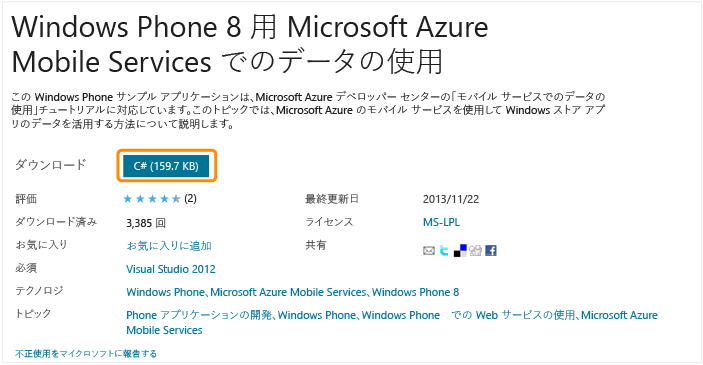 Windows Phone 8 用 Microsoft Azure
Mobile Services でのデータの使用
この Windows Phone サンプル アプリケーションは、Microsoft Azure デベロッパー センターの「モバイル サービスでのデータの
使用」チュートリアルに対応しています。このトピックでは、Microsoft Azure のモバイル サービスを使用して Windows ストア アプ
リのデータを活用する方法について説明します。
ダウンロード C# (159.7 KB)
評価 (2) 最終更新日 2013/11/22
ダウンロード済み 3,385 回 ライセンス MS-LPL
お気に入り お気に入りに追加 共有
必須 Visual Studio 2012
テクノロジ Windows Phone、Microsoft Azure Mobile Services、Windows Phone 8
トピック Phone アプリケーションの開発、Windows Phone、Windows Phone での Web サービスの使用、Microsoft Azure
Mobile Services
不正使用をマイクロソフトに報告する